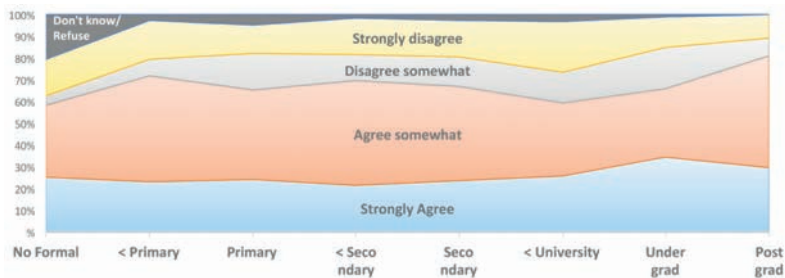 100%
90%
80%
70%
60%
50%
40%
30%
20%
10%
%
Don't know/
Refuse
Strongly disagree
Disagree somewhat
Agree somewhat
Strongly Agree
No Formal
< Primary
Primary
< Seco
ndary
Seco
ndary
< University
Under
grad
Post
grad